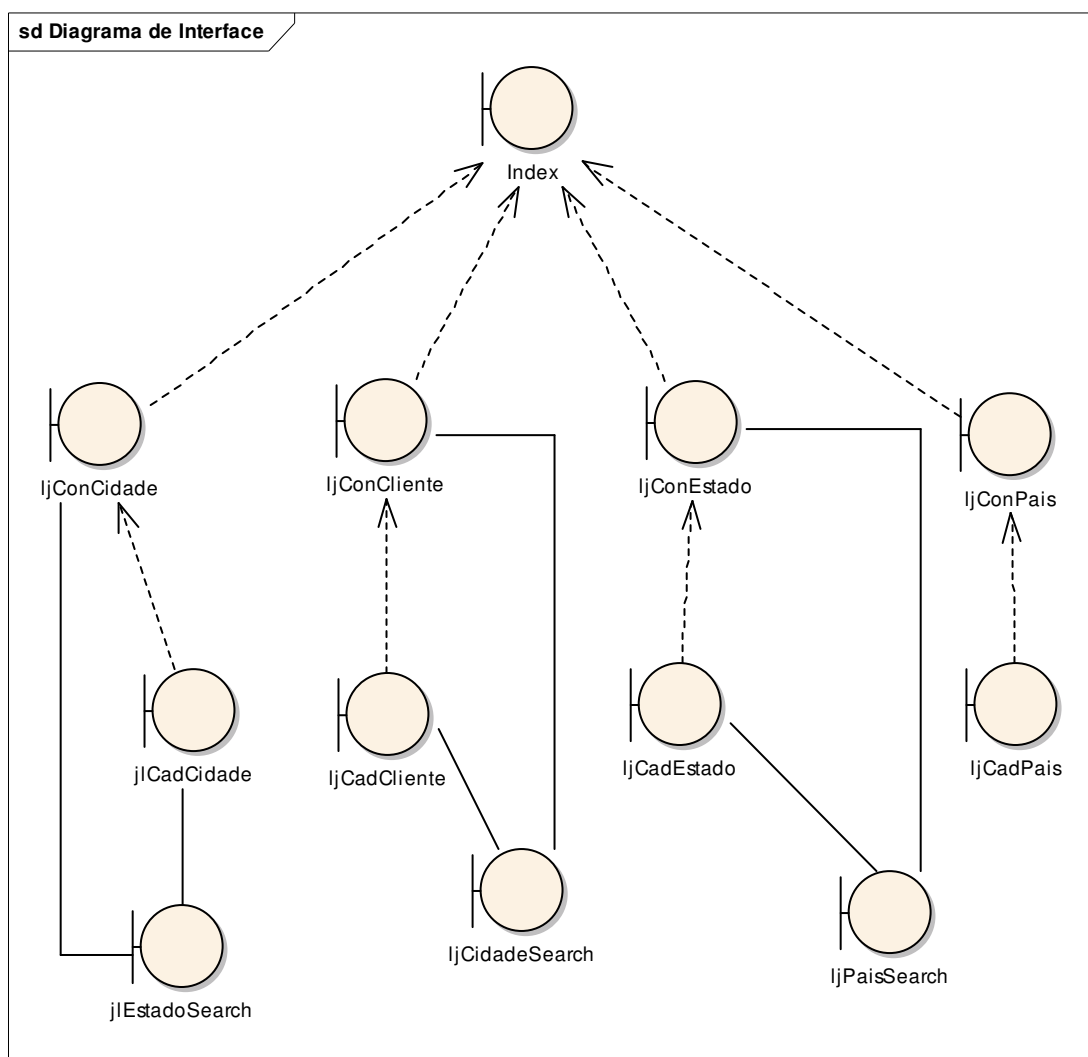 sd Diagrama de Interface
Index
ljConCidade
ljConCliente
ljConEstado
ljConPais
jlCadCidade
ljCadCliente
ljCadEstado
ljCadPais
ljCidadeSearch
ljPaisSearch
jlEstadoSearch